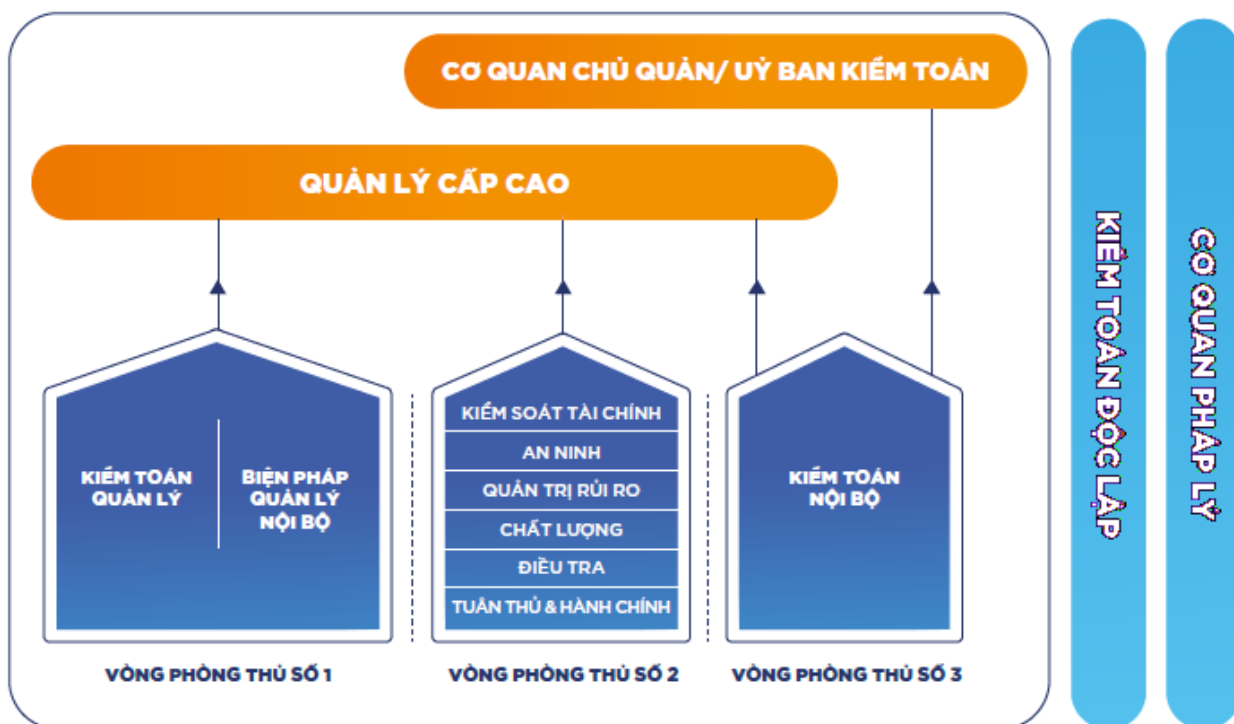 CƠ QUAN CHỦ QUẢN/ UỶ BAN KIỂM TOÁN
QUẢN LÝ CẤP CAO
KIỂM TOÁN
QUẢN LÝ
BIỆN PHÁP
QUẢN LÝ
NỘI BỘ
KIỂM SOÁT TÀI CHÍNH
AN NINH
QUẢN TRỊ RỦI RO
CHẤT LƯỢNG
ĐIỀU TRA
TUÂN THỦ & HÀNH CHÍNH
KIỂM TOÁN
NỘI BỘ
VÒNG PHÒNG THỦ SỐ 1
VÒNG PHÒNG THỦ SỐ 2
VÒNG PHÒNG THỦ SỐ 3
KIỂM TOÁN ĐỘC LẬP
CƠ QUAN PHÁP LÝ